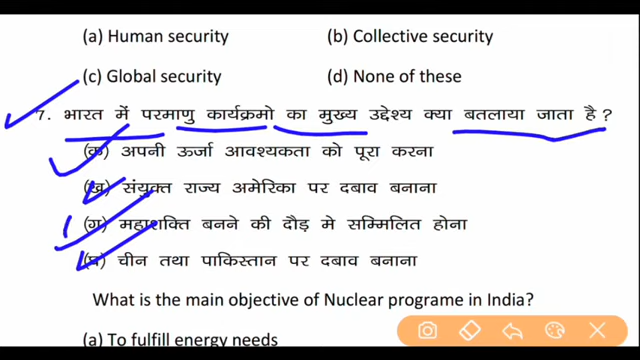 (a) Human security (b) Collective security
(c) Global security (d) None of these
7. भारत में परमाणु कार्यक्रमो का मुख्य उद्देश्य क्या बतलाया जाता है ?
(क) अपनी ऊर्जा आवश्यकता को पूरा करना
(ख) संयुक्त राज्य अमेरिका पर दबाव बनाना
(ग) महाशक्ति बनने की दौड़ मे सम्मिलित होना
(घ) चीन तथा पाकिस्तान पर दबाव बनाना
What is the main objective of Nuclear programe in India?
(a) To fulfill energy needs